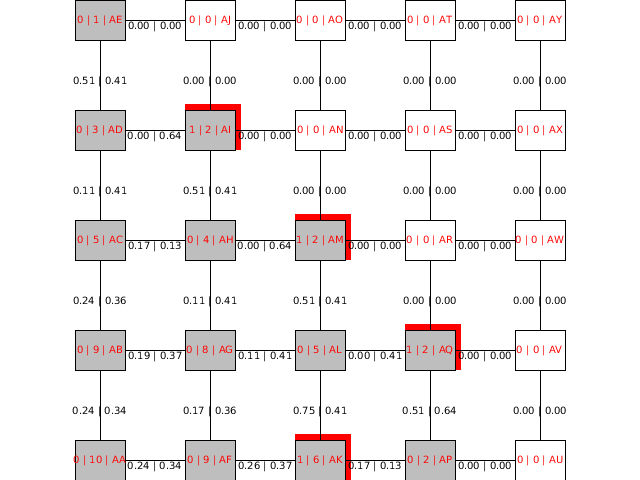 0 | 1 | AE 0.00 | 0.00 0 | 0 | AJ 0.00 | 0.00 0 | 0 | AO 0.00 | 0.00 0 | 0 | AT 0.00 | 0.00 0 | 0 | AY
0.51 | 0.41 0.00 | 0.00 0.00 | 0.00 0.00 | 0.00 0.00 | 0.00
0 | 3 | AD 0.00 | 0.64 1 | 2 | AI 0.00 | 0.00 0 | 0 | AN 0.00 | 0.00 0 | 0 | AS 0.00 | 0.00 0 | 0 | AX
0.11 | 0.41 0.51 | 0.41 0.00 | 0.00 0.00 | 0.00 0.00 | 0.00
0 | 5 | AC 0.17 | 0.13 0 | 4 | AH 0.00 | 0.64 1 | 2 | AM 0.00 | 0.00 0 | 0 | AR 0.00 | 0.00 0 | 0 | AW
0.24 | 0.36 0.11 | 0.41 0.51 | 0.41 0.00 | 0.00 0.00 | 0.00
0 | 9 | AB 0.19 | 0.37 0 | 8 | AG 0.11 | 0.41 0 | 5 | AL 0.00 | 0.41 1 | 2 | AQ 0.00 | 0.00 0 | 0 | AV
0.24 | 0.34 0.17 | 0.36 0.75 | 0.41 0.51 | 0.64 0.00 | 0.00
0 | 10 | AA 0.24 | 0.34 0 | 9 | AF 0.26 | 0.37 1 | 6 | AK 0.17 | 0.13 0 | 2 | AP 0.00 | 0.00 0 | 0 | AU